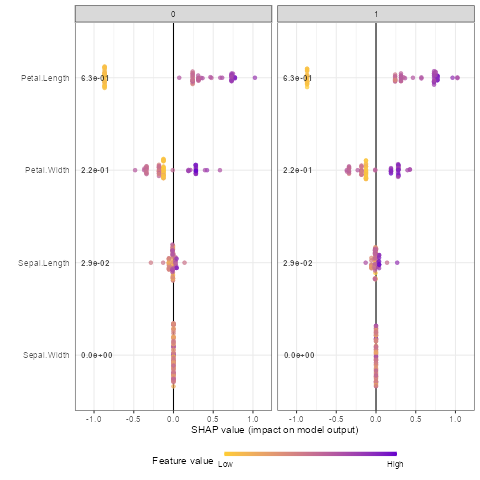 0 1
Petal.Length 6.3e-01 6.3e-01
Petal.Width 2.2e-01 2.2e-01
Sepal.Length 2.9e-02 2.9e-02
Sepal.Width 0.0e+00 0.0e+00
-1.0 -0.5 0.0 0.5 1.0 -1.0 -0.5 0.0 0.5 1.0
SHAP value (impact on model output)
Feature value
Low High